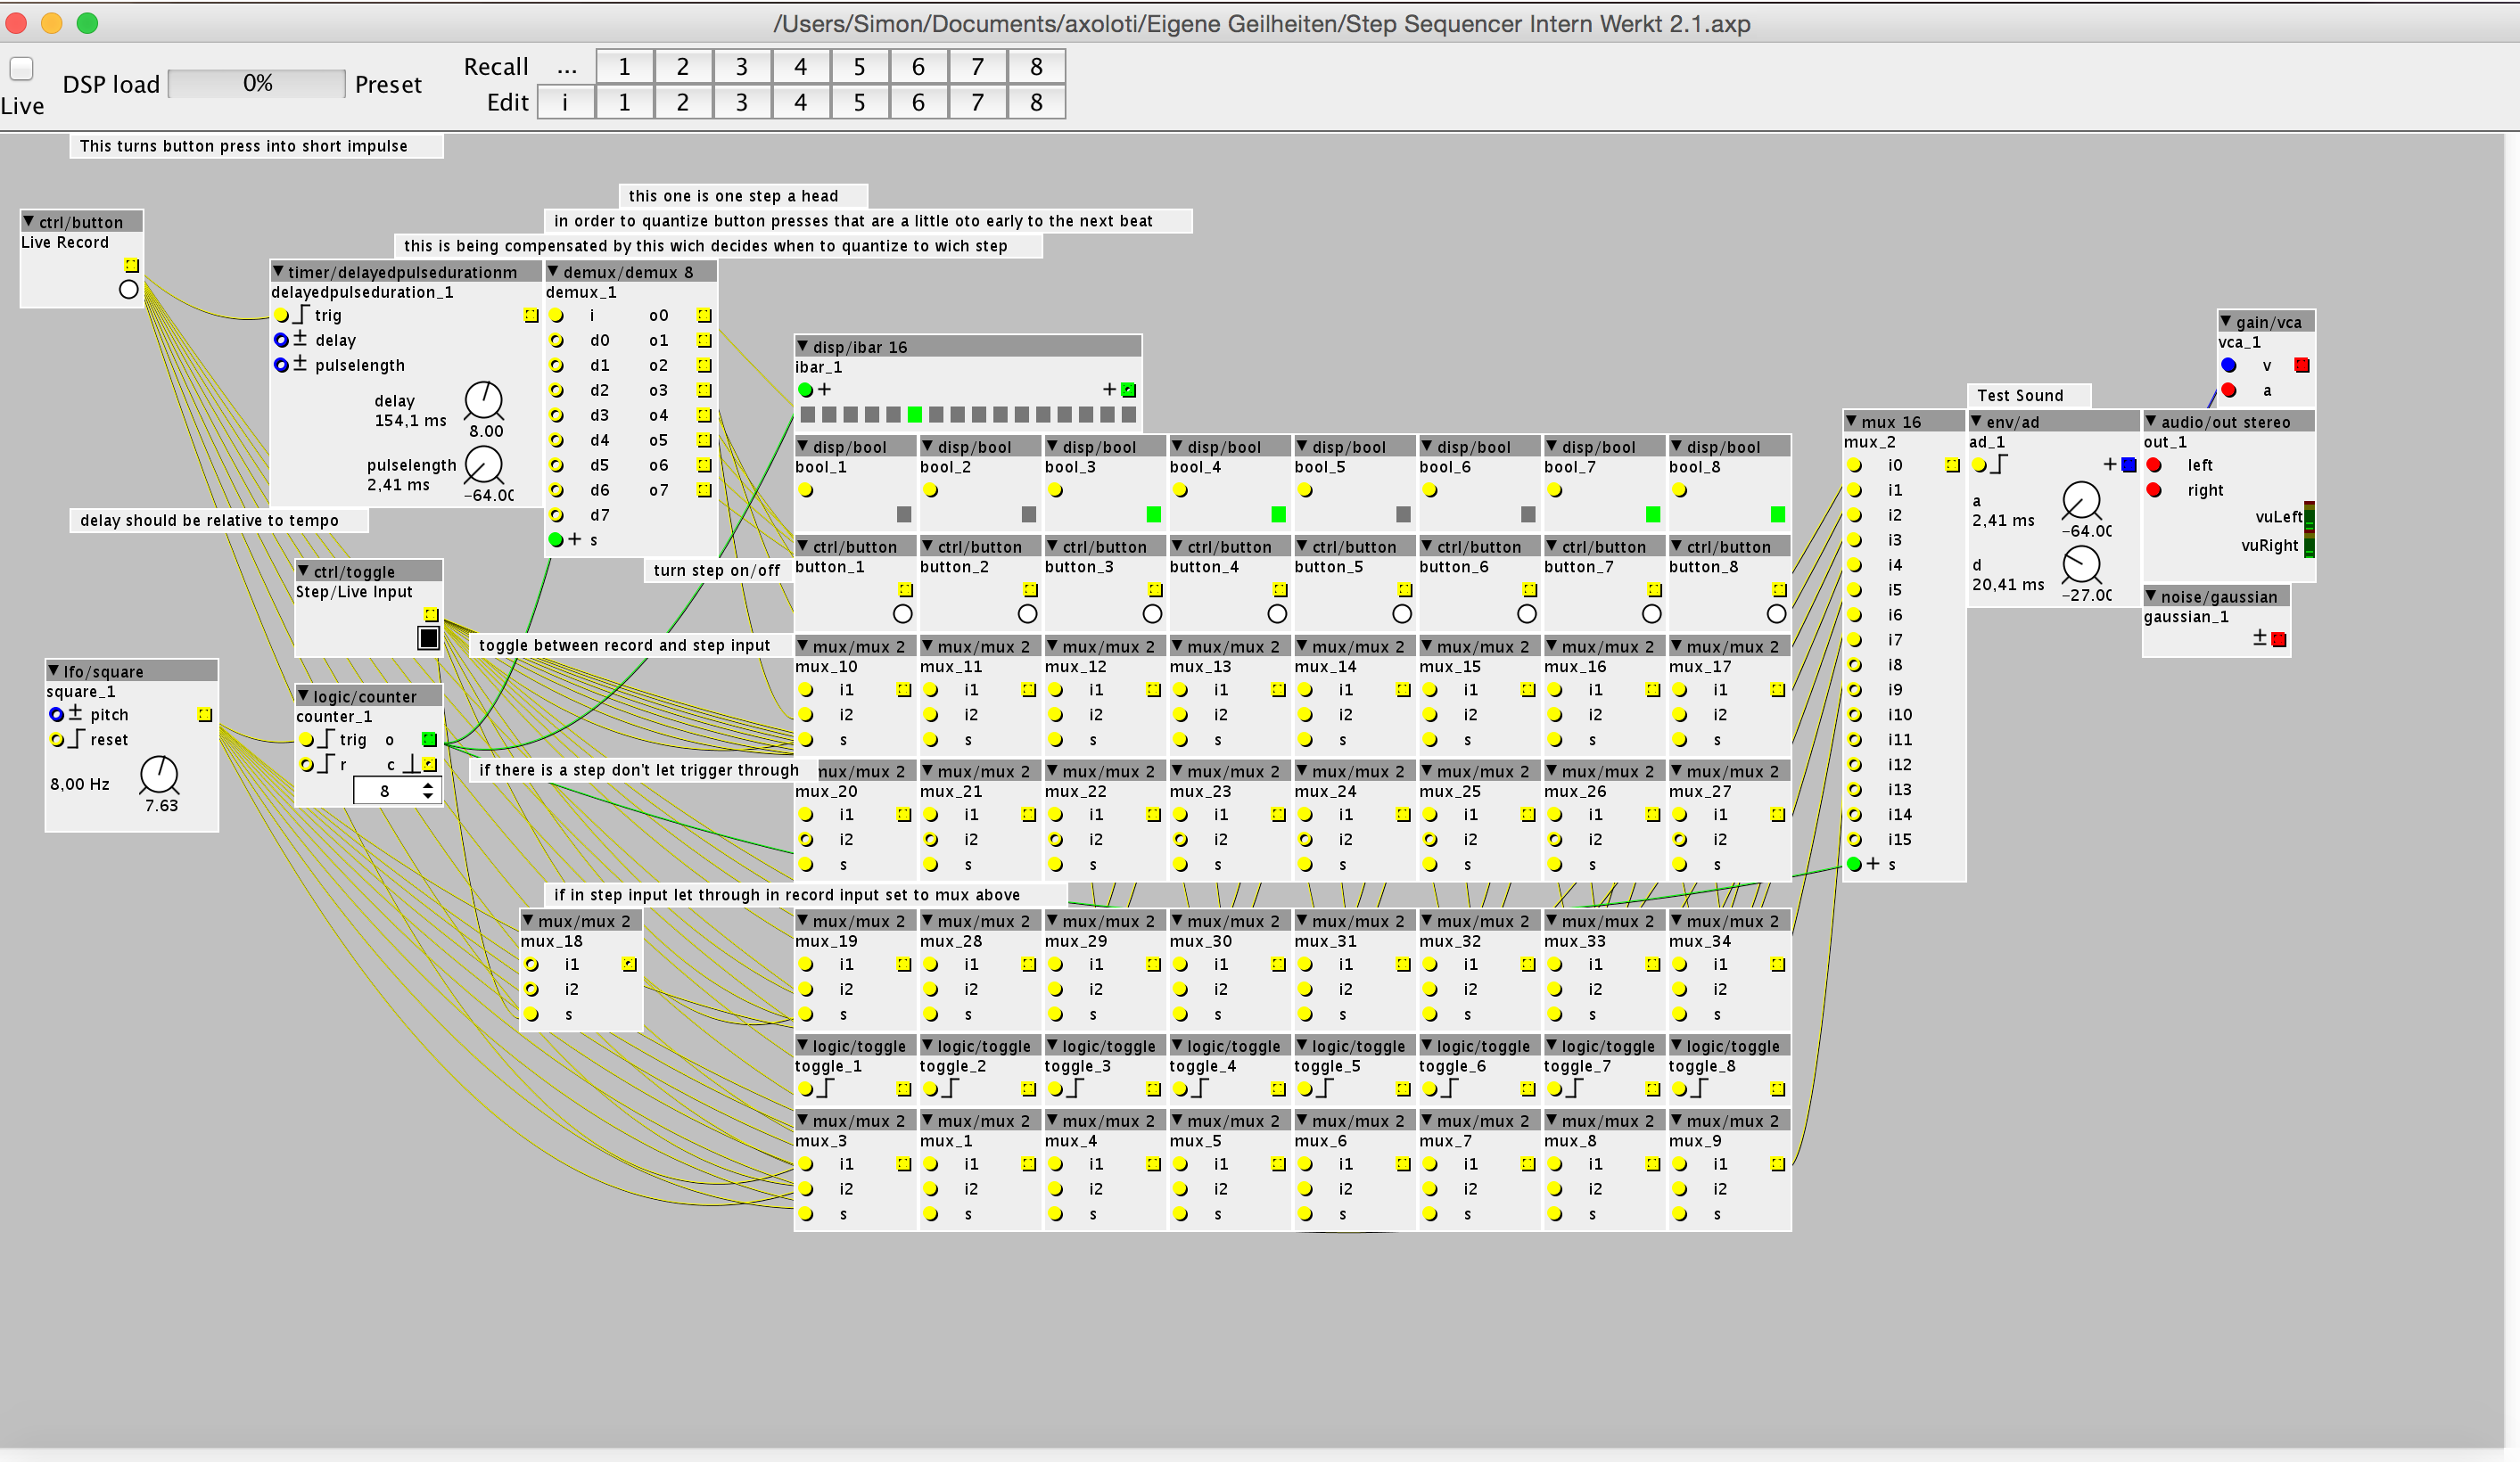 /Users/Simon/Documents/axoloti/Eigene Geilheiten/Step Sequencer Intern Werkt 2.1.axp
Live
DSP load 0% Preset
Recall ... 1 2 3 4 5 6 7 8
Edit i 1 2 3 4 5 6 7 8
This turns button press into short impulse
this one is one step a head
in order to quantize button presses that are a little oto early to the next beat
this is being compensated by this wich decides when to quantize to wich step
ctrl/button
Live Record
timer/delayedpulsedurationm
delayedpulseduration_1
trig
delay
pulselength
delay
154,1 ms
8.00
pulselength
2,41 ms
-64.00
delay should be relative to tempo
demux/demux 8
demux_1
i o0
d0 o1
d1 o2
d2 o3
d3 o4
d4 o5
d5 o6
d6 o7
d7
+ s
turn step on/off
ctrl/toggle
Step/Live Input
toggle between record and step input
lfo/square
square_1
± pitch
reset
8,00 Hz
7.63
logic/counter
counter_1
trig o
r c
8
if there is a step don't let trigger through
if in step input let through in record input set to mux above
mux/mux 2
mux_18
i1
i2
s
disp/ibar 16
ibar_1
+ +
disp/bool disp/bool disp/bool disp/bool disp/bool disp/bool disp/bool disp/bool
bool_1 bool_2 bool_3 bool_4 bool_5 bool_6 bool_7 bool_8
ctrl/button ctrl/button ctrl/button ctrl/button ctrl/button ctrl/button ctrl/button ctrl/button
button_1 button_2 button_3 button_4 button_5 button_6 button_7 button_8
mux/mux 2 mux/mux 2 mux/mux 2 mux/mux 2 mux/mux 2 mux/mux 2 mux/mux 2 mux/mux 2
mux_10 mux_11 mux_12 mux_13 mux_14 mux_15 mux_16 mux_17
i1 i1 i1 i1 i1 i1 i1 i1
i2 i2 i2 i2 i2 i2 i2 i2
s s s s s s s s
mux/mux 2 mux/mux 2 mux/mux 2 mux/mux 2 mux/mux 2 mux/mux 2 mux/mux 2 mux/mux 2
mux_20 mux_21 mux_22 mux_23 mux_24 mux_25 mux_26 mux_27
i1 i1 i1 i1 i1 i1 i1 i1
i2 i2 i2 i2 i2 i2 i2 i2
s s s s s s s s
mux/mux 2 mux/mux 2 mux/mux 2 mux/mux 2 mux/mux 2 mux/mux 2 mux/mux 2 mux/mux 2
mux_19 mux_28 mux_29 mux_30 mux_31 mux_32 mux_33 mux_34
i1 i1 i1 i1 i1 i1 i1 i1
i2 i2 i2 i2 i2 i2 i2 i2
s s s s s s s s
logic/toggle logic/toggle logic/toggle logic/toggle logic/toggle logic/toggle logic/toggle logic/toggle
toggle_1 toggle_2 toggle_3 toggle_4 toggle_5 toggle_6 toggle_7 toggle_8
mux/mux 2 mux/mux 2 mux/mux 2 mux/mux 2 mux/mux 2 mux/mux 2 mux/mux 2 mux/mux 2
mux_3 mux_1 mux_4 mux_5 mux_6 mux_7 mux_8 mux_9
i1 i1 i1 i1 i1 i1 i1 i1
i2 i2 i2 i2 i2 i2 i2 i2
s s s s s s s s
mux 16
mux_2
i0
i1
i2
i3
i4
i5
i6
i7
i8
i9
i10
i11
i12
i13
i14
i15
+ s
Test Sound
env/ad
ad_1
+
a
2,41 ms
-64.00
d
20,41 ms
-27.00
gain/vca
vca_1
v
a
audio/out stereo
out_1
left
right
vuLeft
vuRight
noise/gaussian
gaussian_1
±